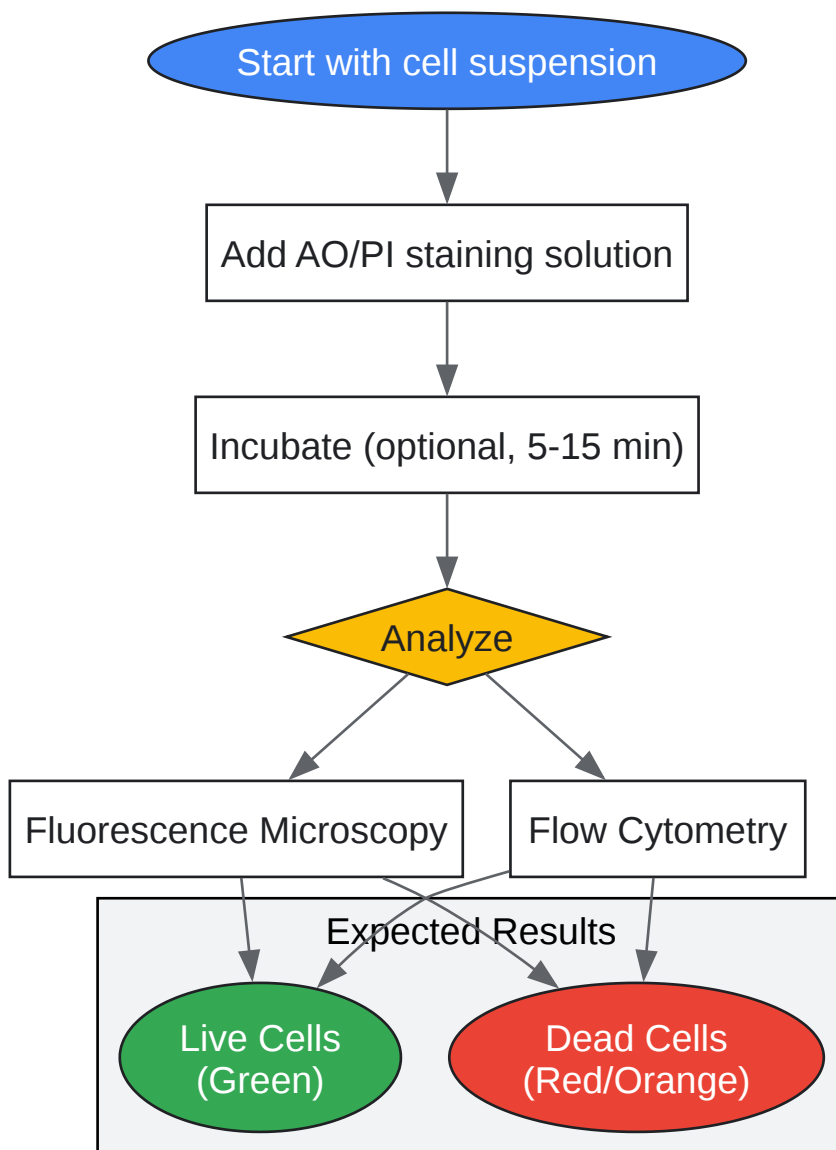 Start with cell suspension
Add AO/PI staining solution
Incubate (optional, 5-15 min)
Analyze
Fluorescence Microscopy
Flow Cytometry
Expected Results
Live Cells
(Green)
Dead Cells
(Red/Orange)